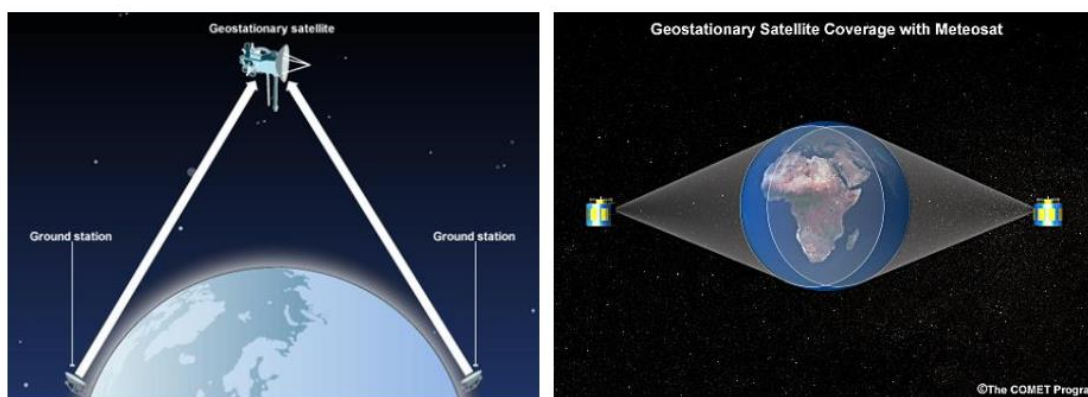 Geostationary satellite
Ground station
Ground station
Geostationary Satellite Coverage with Meteosat
©The COMET Progra